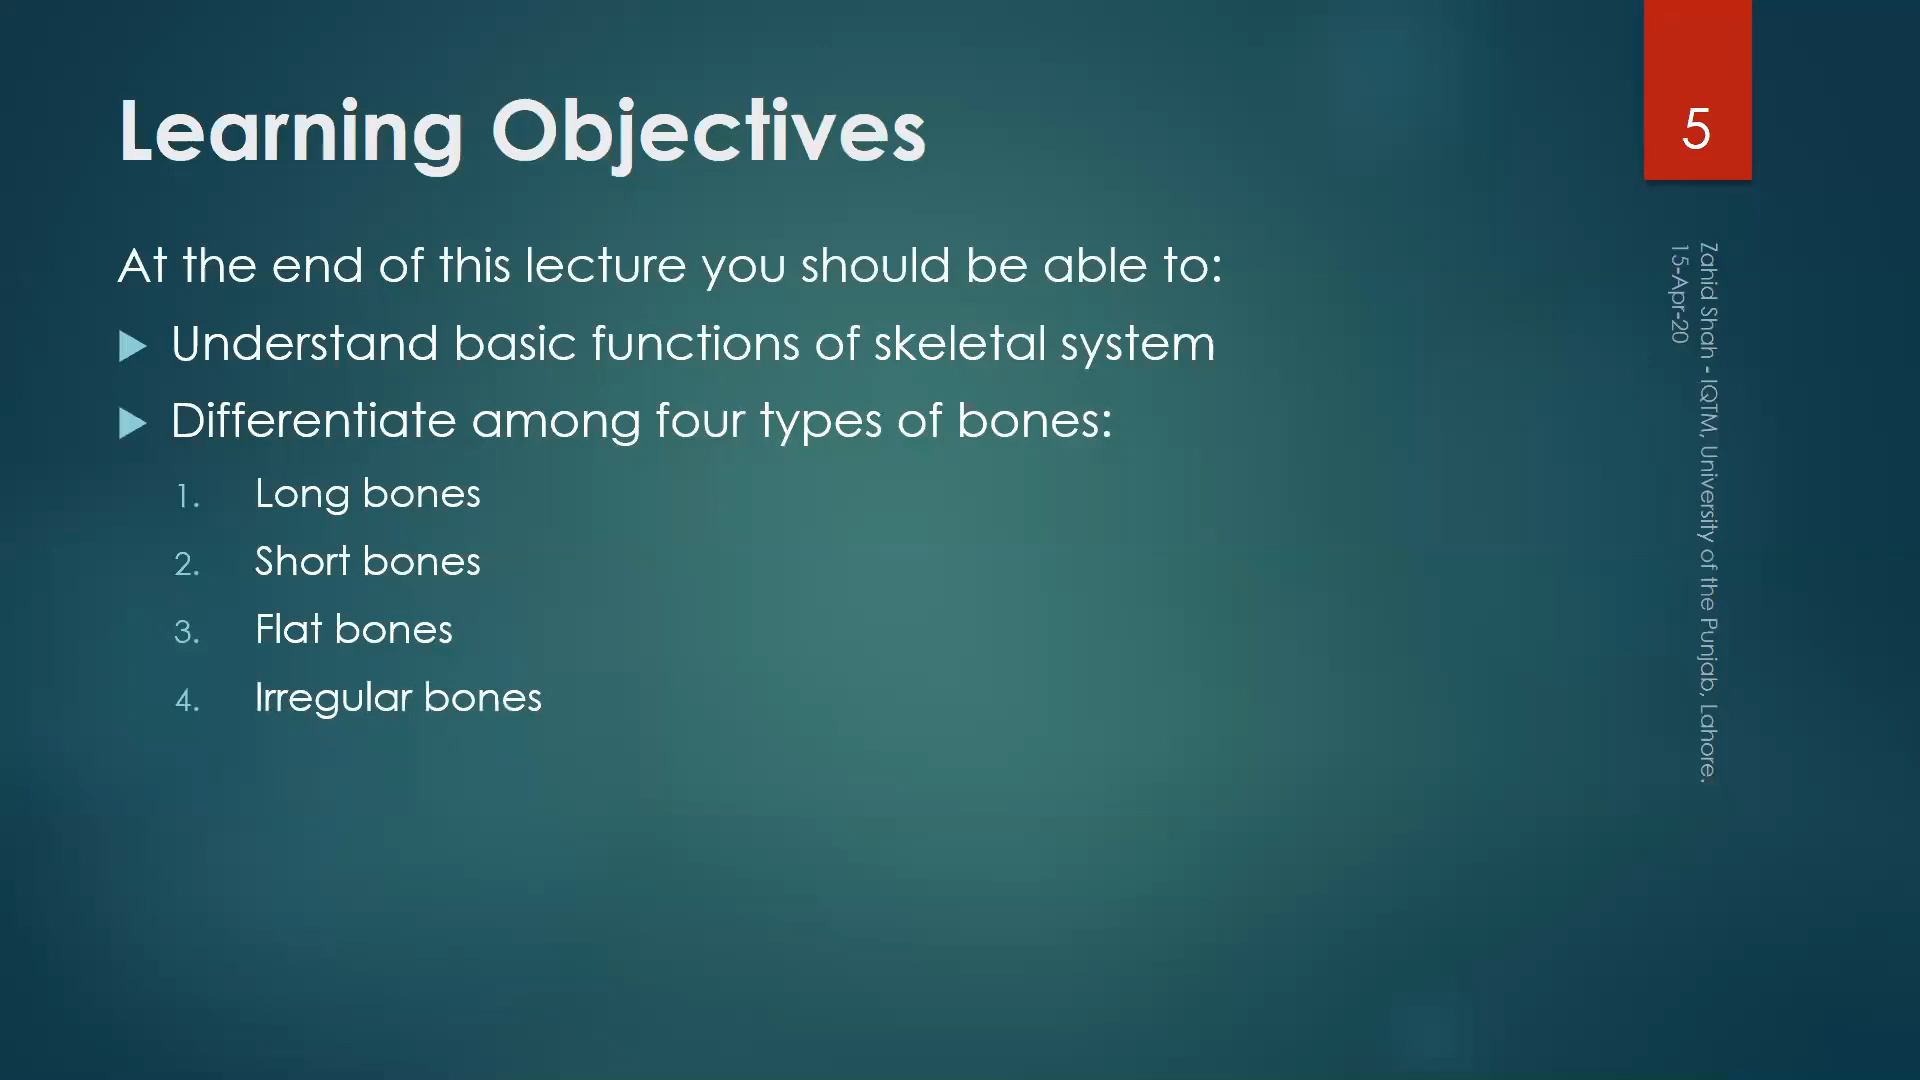 Learning Objectives
5
At the end of this lecture you should be able to:
Understand basic functions of skeletal system
Differentiate among four types of bones:
1. Long bones
2. Short bones
3. Flat bones
4. Irregular bones
Zahid Shah - IQTM, University of the Punjab, Lahore.
15-Apr-20